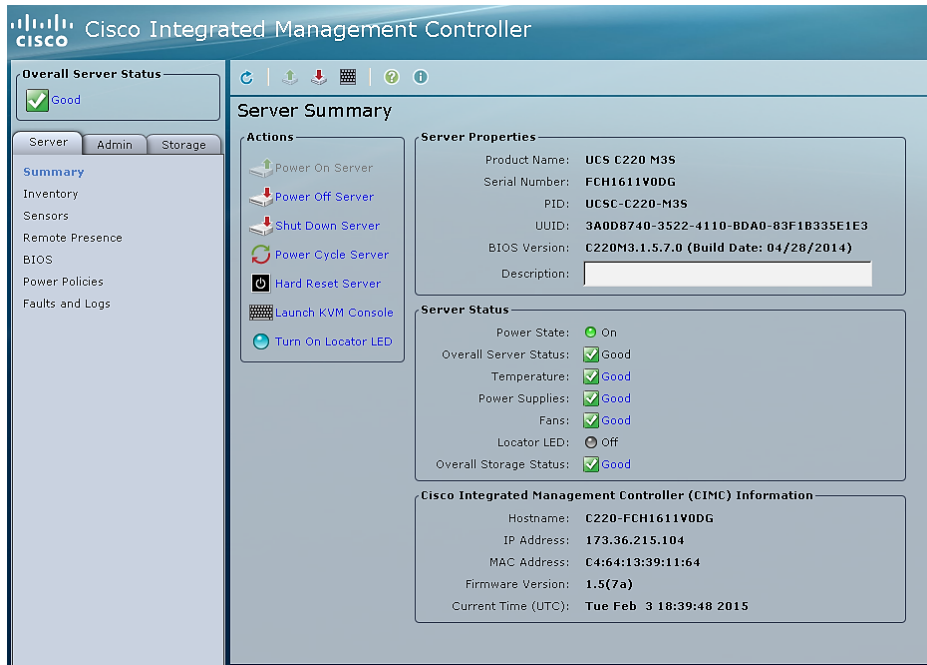 CISCO Cisco Integrated Management Controller
Overall Server Status
Good
Server Admin Storage
Summary
Inventory
Sensors
Remote Presence
BIOS
Power Policies
Faults and Logs
Server Summary
Actions
Power On Server
Power Off Server
Shut Down Server
Power Cycle Server
Hard Reset Server
Launch KVM Console
Turn On Locator LED
Server Properties
Product Name: UCS C220 M3S
Serial Number: FCH1611V0DG
PID: UCSC-C220-M3S
UUID: 3A0D8740-3522-4110-BDA0-83F1B335E1E3
BIOS Version: C220M3.1.5.7.0 (Build Date: 04/28/2014)
Description:
Server Status
Power State: On
Overall Server Status: Good
Temperature: Good
Power Supplies: Good
Fans: Good
Locator LED: Off
Overall Storage Status: Good
Cisco Integrated Management Controller (CIMC) Information
Hostname: C220-FCH1611V0DG
IP Address: 173.36.215.104
MAC Address: C4:64:13:39:11:64
Firmware Version: 1.5(7a)
Current Time (UTC): Tue Feb 3 18:39:48 2015